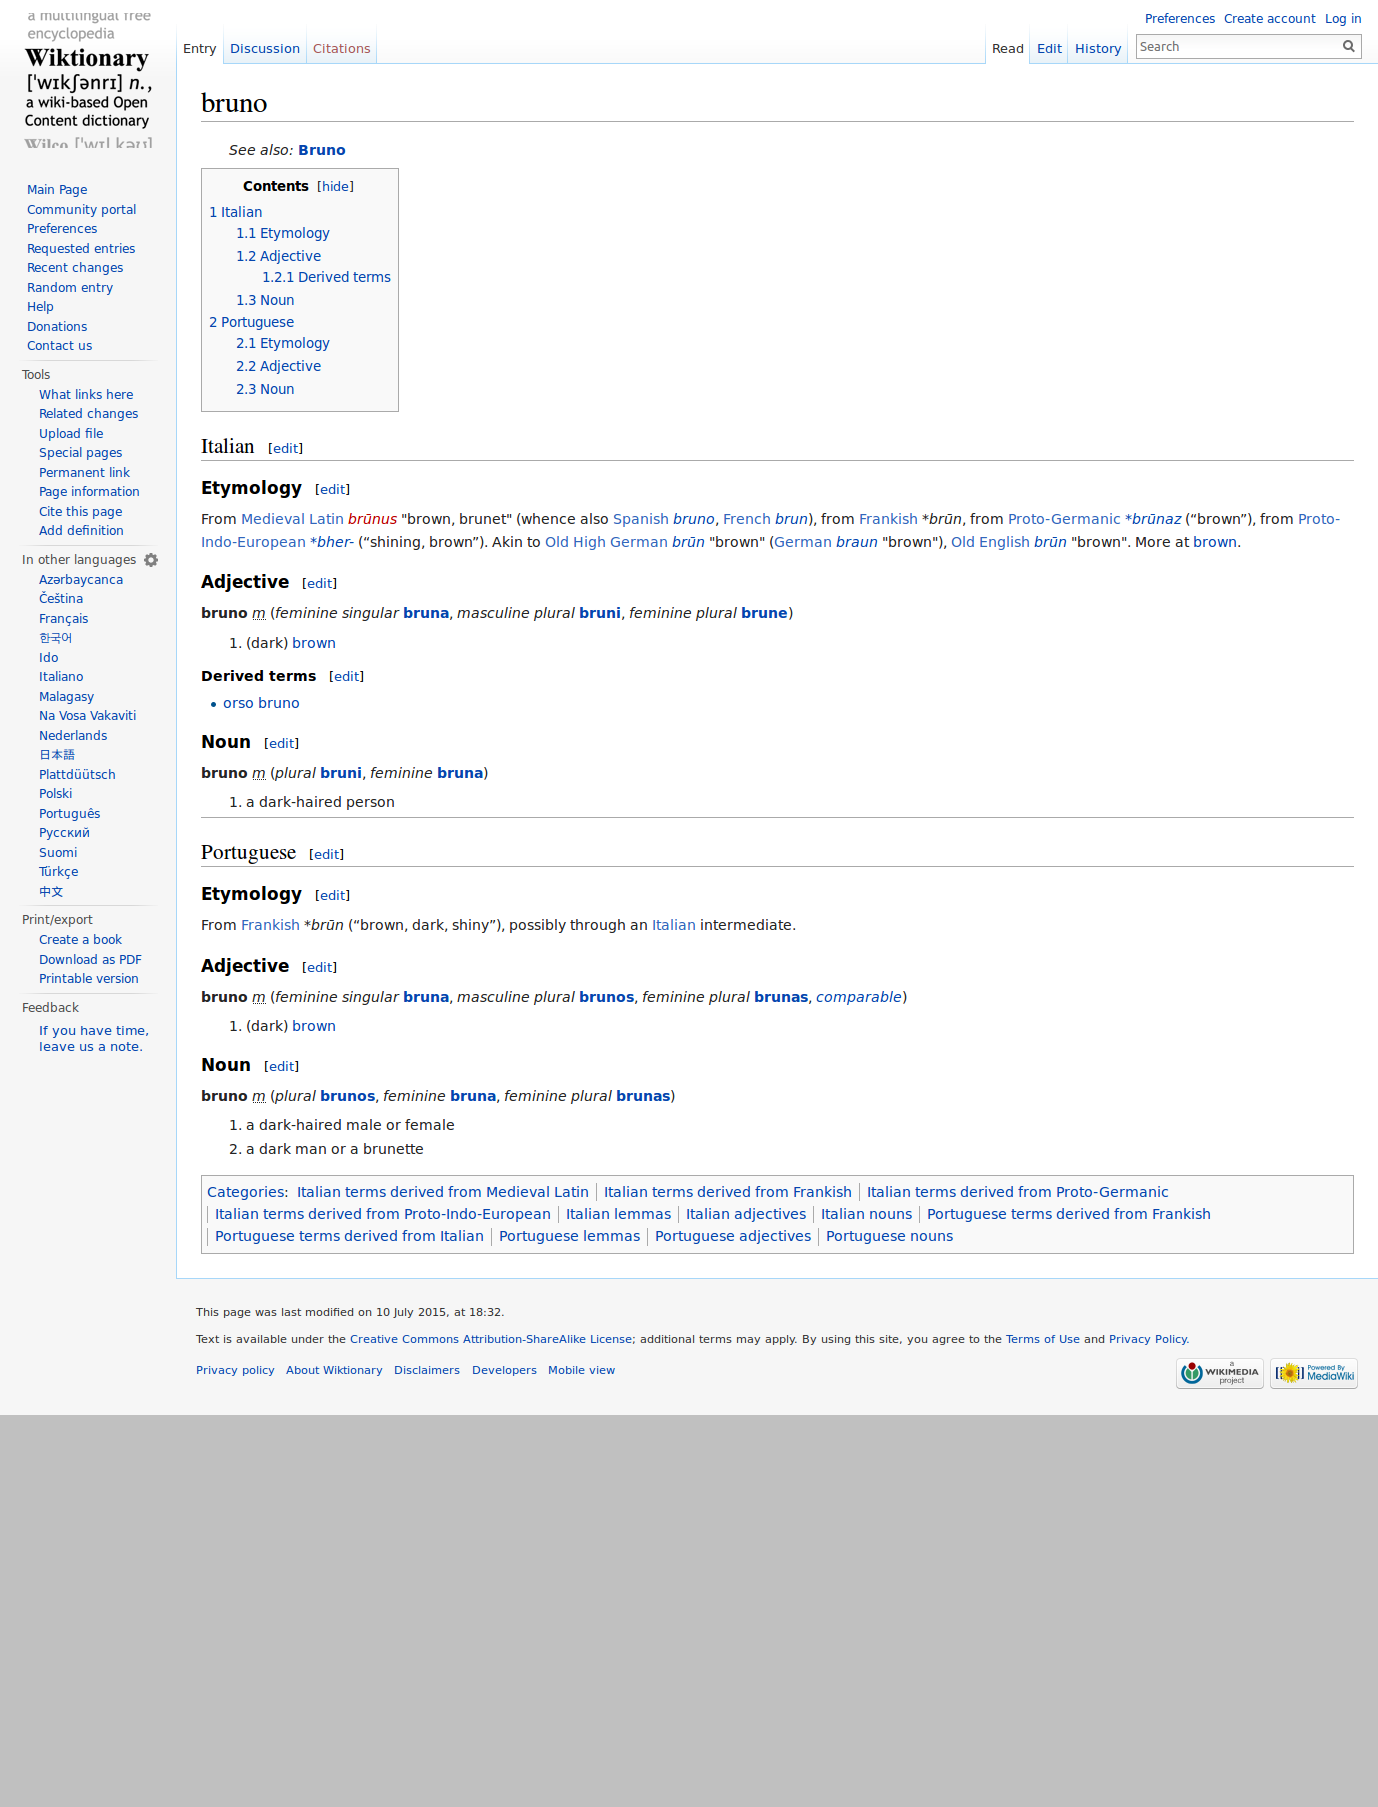 a multilingual free
encyclopedia
Wiktionary
['wɪkʃənrɪ] n.,
a wiki-based Open
Content dictionary
Wilco ['wɪl kəʊ]
Preferences Create account Log in
Entry Discussion Citations Read Edit History Search
bruno
See also: Bruno
Contents [hide]
1 Italian
1.1 Etymology
1.2 Adjective
1.2.1 Derived terms
1.3 Noun
2 Portuguese
2.1 Etymology
2.2 Adjective
2.3 Noun
Italian [edit]
Etymology [edit]
From Medieval Latin brūnus "brown, brunet" (whence also Spanish bruno, French brun), from Frankish *brūn, from Proto-Germanic *brūnaz (“brown”), from Proto-
Indo-European *bher- (“shining, brown”). Akin to Old High German brūn "brown" (German braun "brown"), Old English brūn "brown". More at brown.
Adjective [edit]
bruno m (feminine singular bruna, masculine plural bruni, feminine plural brune)
1. (dark) brown
Derived terms [edit]
• orso bruno
Noun [edit]
bruno m (plural bruni, feminine bruna)
1. a dark-haired person
Portuguese [edit]
Etymology [edit]
From Frankish *brūn (“brown, dark, shiny”), possibly through an Italian intermediate.
Adjective [edit]
bruno m (feminine singular bruna, masculine plural brunos, feminine plural brunas, comparable)
1. (dark) brown
Noun [edit]
bruno m (plural brunos, feminine bruna, feminine plural brunas)
1. a dark-haired male or female
2. a dark man or a brunette
Categories: Italian terms derived from Medieval Latin | Italian terms derived from Frankish | Italian terms derived from Proto-Germanic
| Italian terms derived from Proto-Indo-European | Italian lemmas | Italian adjectives | Italian nouns | Portuguese terms derived from Frankish
| Portuguese terms derived from Italian | Portuguese lemmas | Portuguese adjectives | Portuguese nouns
Main Page
Community portal
Preferences
Requested entries
Recent changes
Random entry
Help
Donations
Contact us
Tools
What links here
Related changes
Upload file
Special pages
Permanent link
Page information
Cite this page
Add definition
In other languages
Azərbaycanca
Čeština
Français
한국어
Ido
Italiano
Malagasy
Na Vosa Vakaviti
Nederlands
日本語
Plattdüütsch
Polski
Português
Русский
Suomi
Türkçe
中文
Print/export
Create a book
Download as PDF
Printable version
Feedback
If you have time,
leave us a note.
This page was last modified on 10 July 2015, at 18:32.
Text is available under the Creative Commons Attribution-ShareAlike License; additional terms may apply. By using this site, you agree to the Terms of Use and Privacy Policy.
Privacy policy About Wiktionary Disclaimers Developers Mobile view
a
WIKIMEDIA
project
Powered By
MediaWiki